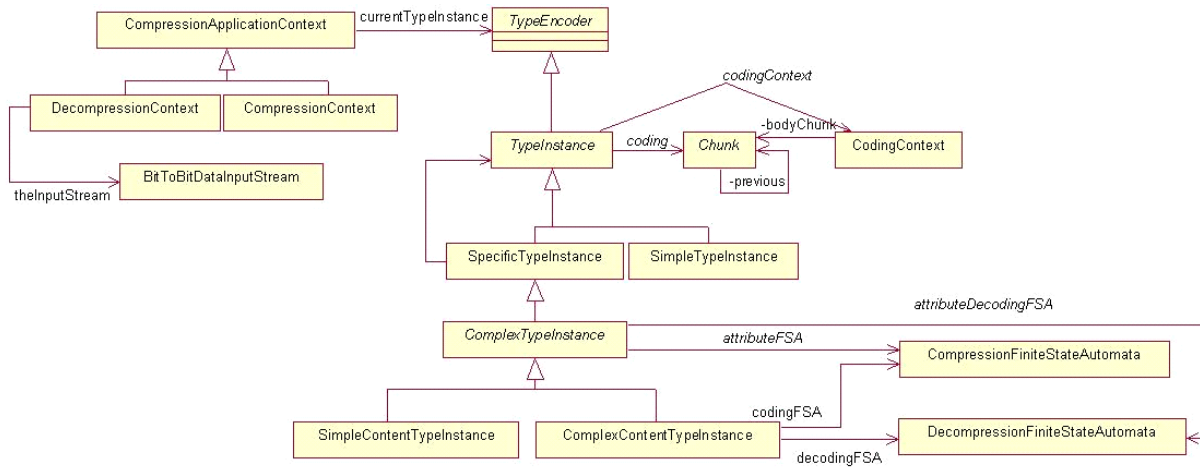 CompressionApplicationContext
currentTypeInstance
TypeEncoder
codingContext
DecompressionContext
CompressionContext
-bodyChunk
TypeInstance
coding
Chunk
CodingContext
BitToBitDataInputStream
theInputStream
-previous
SpecificTypeInstance
SimpleTypeInstance
attributeDecodingFSA
ComplexTypeInstance
attributeFSA
CompressionFiniteStateAutomata
codingFSA
SimpleContentTypeInstance
ComplexContentTypeInstance
DecompressionFiniteStateAutomata
decodingFSA